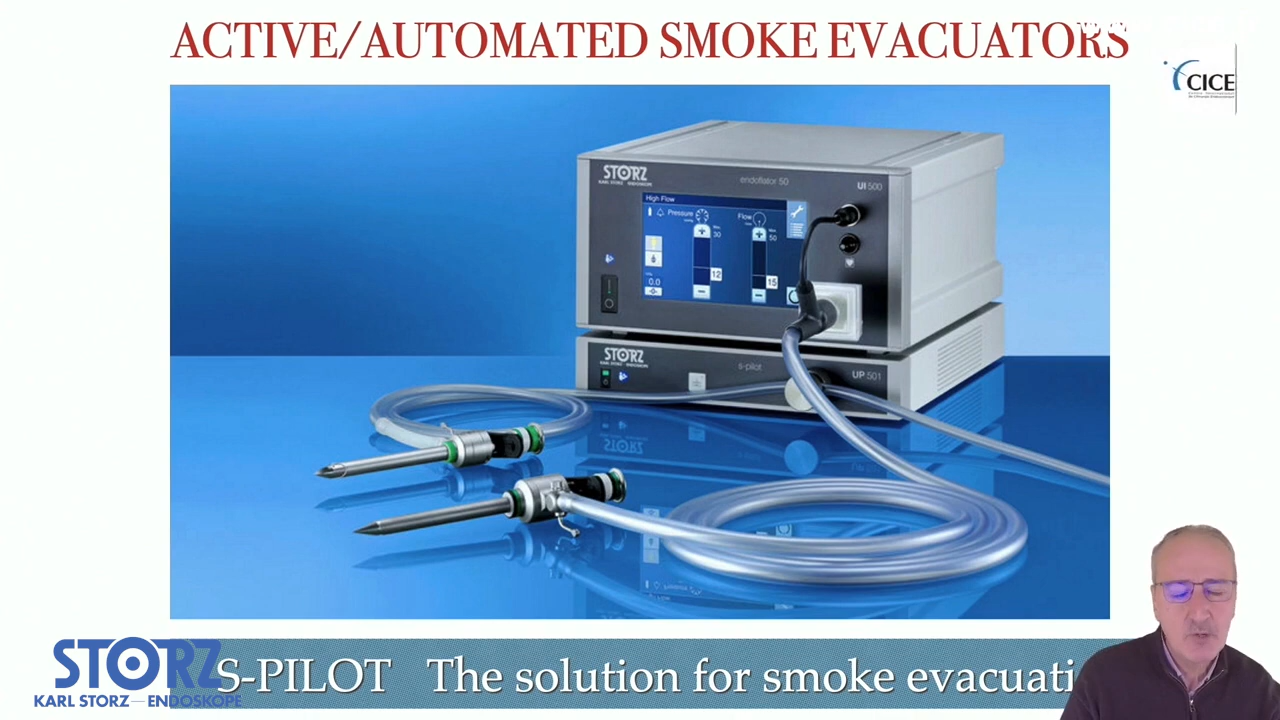 ACTIVE/AUTOMATED SMOKE EVACUATORS
CICE
STORZ
KARL STORZ — ENDOSKOPE
endoflator 50
UI 500
High Flow
Pressure
Flow
30
50
12
15
0.0
STORZ
KARL STORZ — ENDOSKOPE
s-pilot
UP 501
STORZ
KARL STORZ — ENDOSKOPE
S-PILOT The solution for smoke evacuati